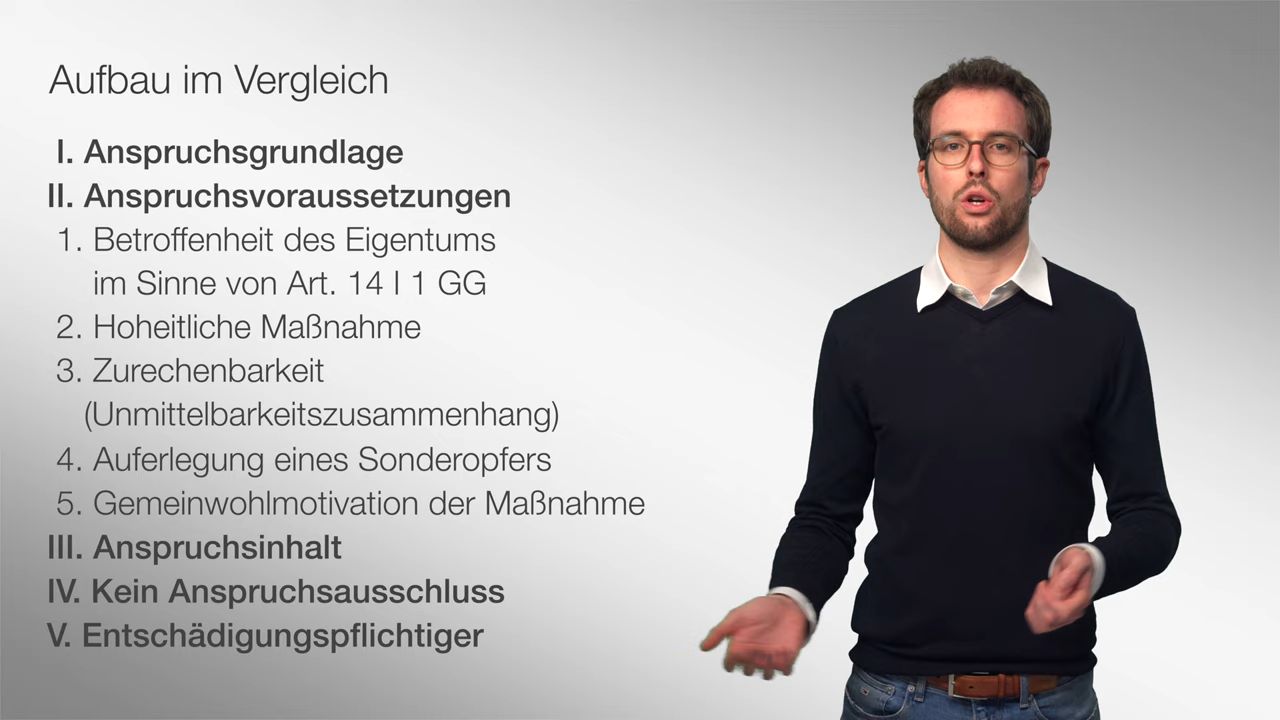 Aufbau im Vergleich
I. Anspruchsgrundlage
II. Anspruchsvoraussetzungen
1. Betroffenheit des Eigentums
im Sinne von Art. 14 I 1 GG
2. Hoheitliche Maßnahme
3. Zurechenbarkeit
(Unmittelbarkeitszusammenhang)
4. Auferlegung eines Sonderopfers
5. Gemeinwohlmotivation der Maßnahme
III. Anspruchsinhalt
IV. Kein Anspruchsausschluss
V. Entschädigungspflichtiger